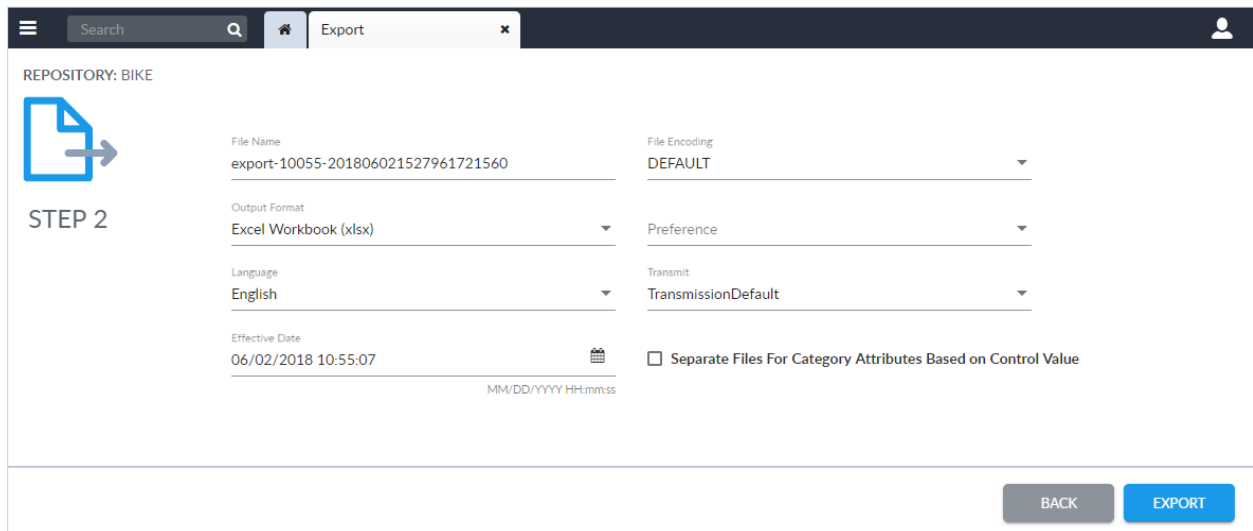 Search
Export
REPOSITORY: BIKE
STEP 2
File Name
export-10055-201806021527961721560
File Encoding
DEFAULT
Output Format
Excel Workbook (xlsx)
Preference
Language
English
Transmit
TransmissionDefault
Effective Date
06/02/2018 10:55:07
MM/DD/YYYY HH:mm:ss
Separate Files For Category Attributes Based on Control Value
BACK
EXPORT